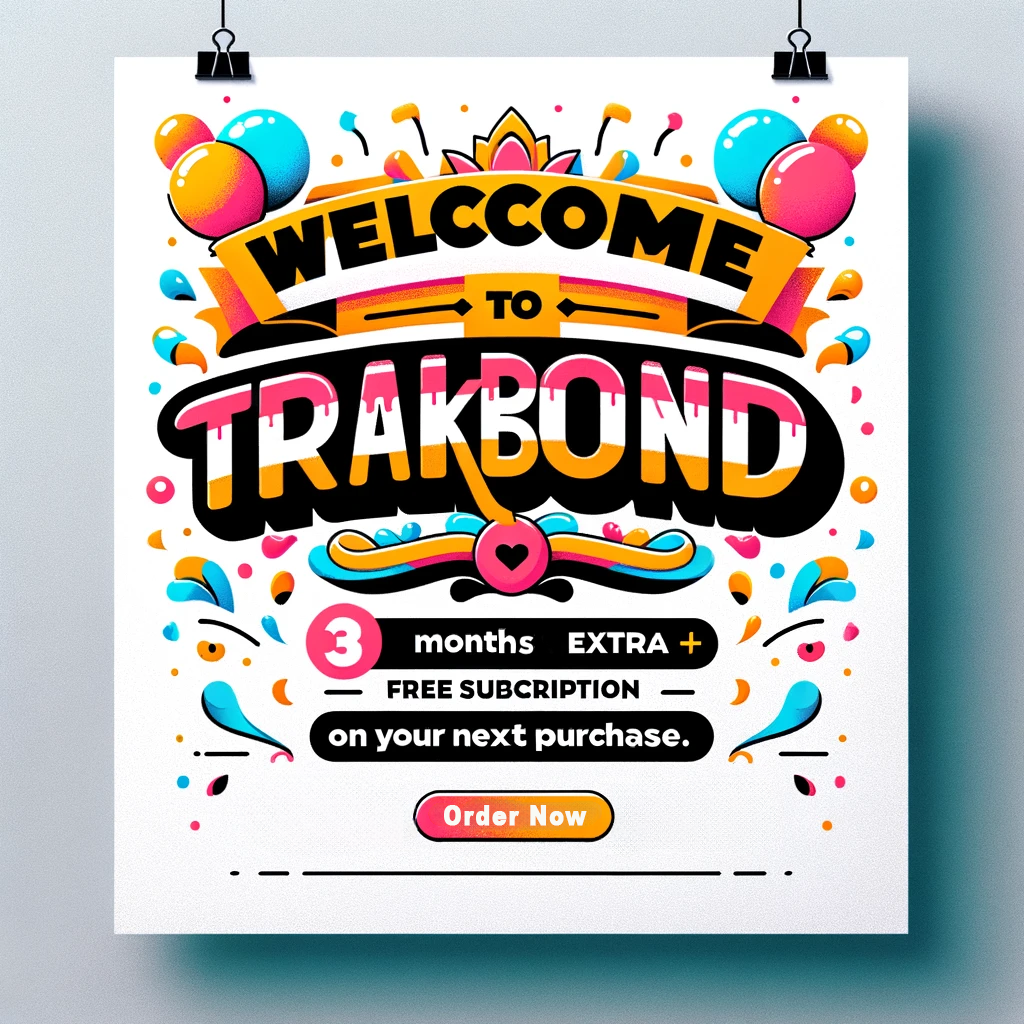 WELCCOME
TO
TRAKBOND
3 months EXTRA +
FREE SUBCRIPTION
on your next purchase.
Order Now